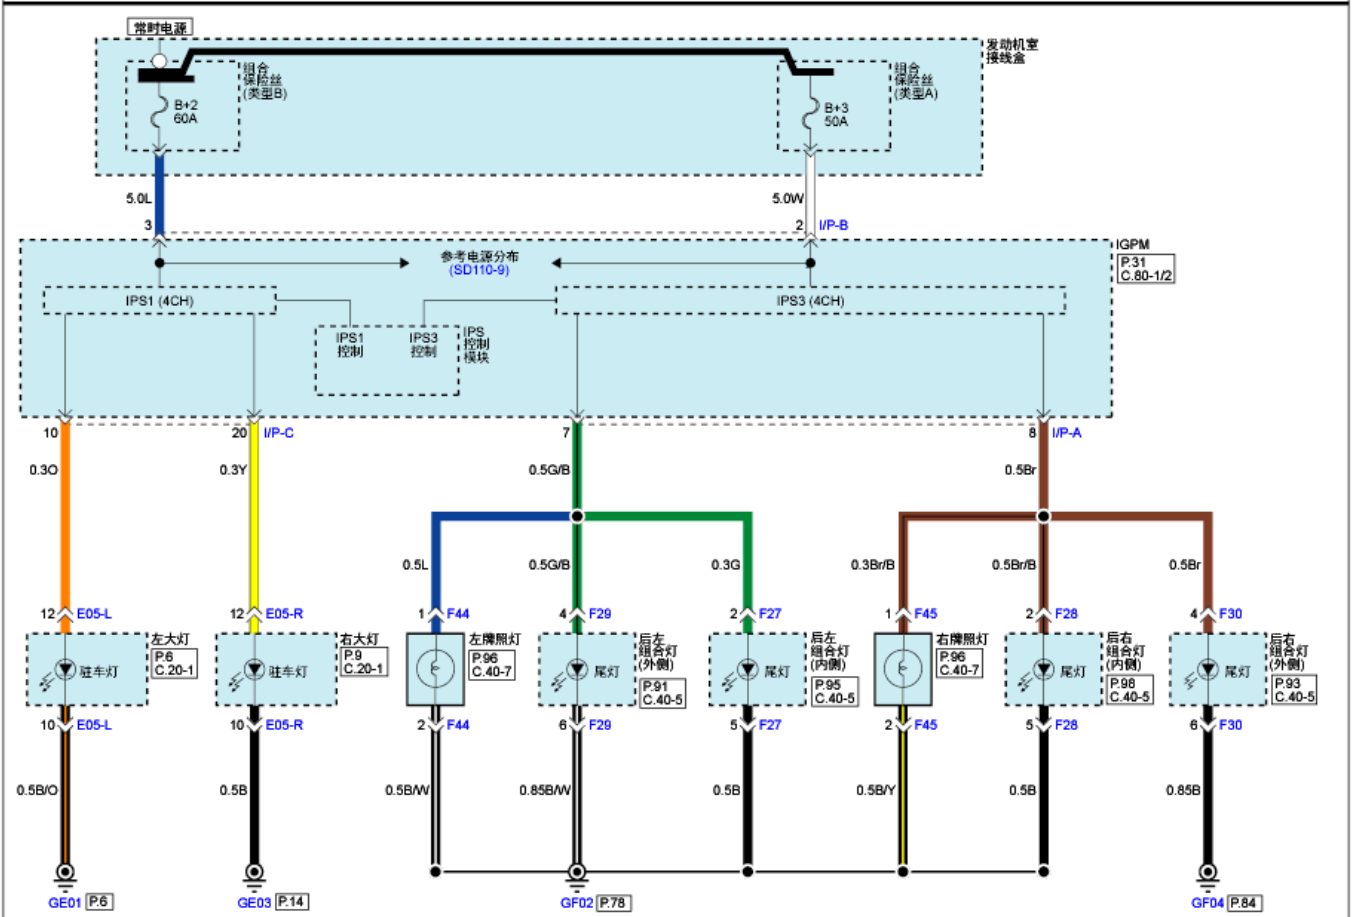 常时电源
发动机室
接线盒
组合
保险丝
(类型B)
B+2
60A
组合
保险丝
(类型A)
B+3
50A
5.0L
5.0W
3
2 I/P-B
IGPM
P.31
C.80-1/2
参考电源分布
(SD110-9)
IPS1 (4CH)
IPS3 (4CH)
IPS1
控制
IPS3
控制
IPS
控制
模块
10
20 I/P-C
7
8 I/P-A
0.3O
0.3Y
0.5G/B
0.5Br
0.5L
0.5G/B
0.3G
0.3Br/B
0.5Br/B
0.5Br
12 E05-L
12 E05-R
1 F44
4 F29
2 F27
1 F45
2 F28
4 F30
驻车灯
左大灯
P.6
C.20-1
驻车灯
右大灯
P.9
C.20-1
左牌照灯
P.96
C.40-7
尾灯
后左
组合灯
(外侧)
P.91
C.40-5
尾灯
后左
组合灯
(内侧)
P.95
C.40-5
右牌照灯
P.96
C.40-7
尾灯
后右
组合灯
(内侧)
P.98
C.40-5
尾灯
后右
组合灯
(外侧)
P.93
C.40-5
10 E05-L
10 E05-R
2 F44
6 F29
5 F27
2 F45
5 F28
6 F30
0.5B/O
0.5B
0.5B/W
0.85B/W
0.5B
0.5B/Y
0.5B
0.85B
GE01 P.6
GE03 P.14
GF02 P.78
GF04 P.84